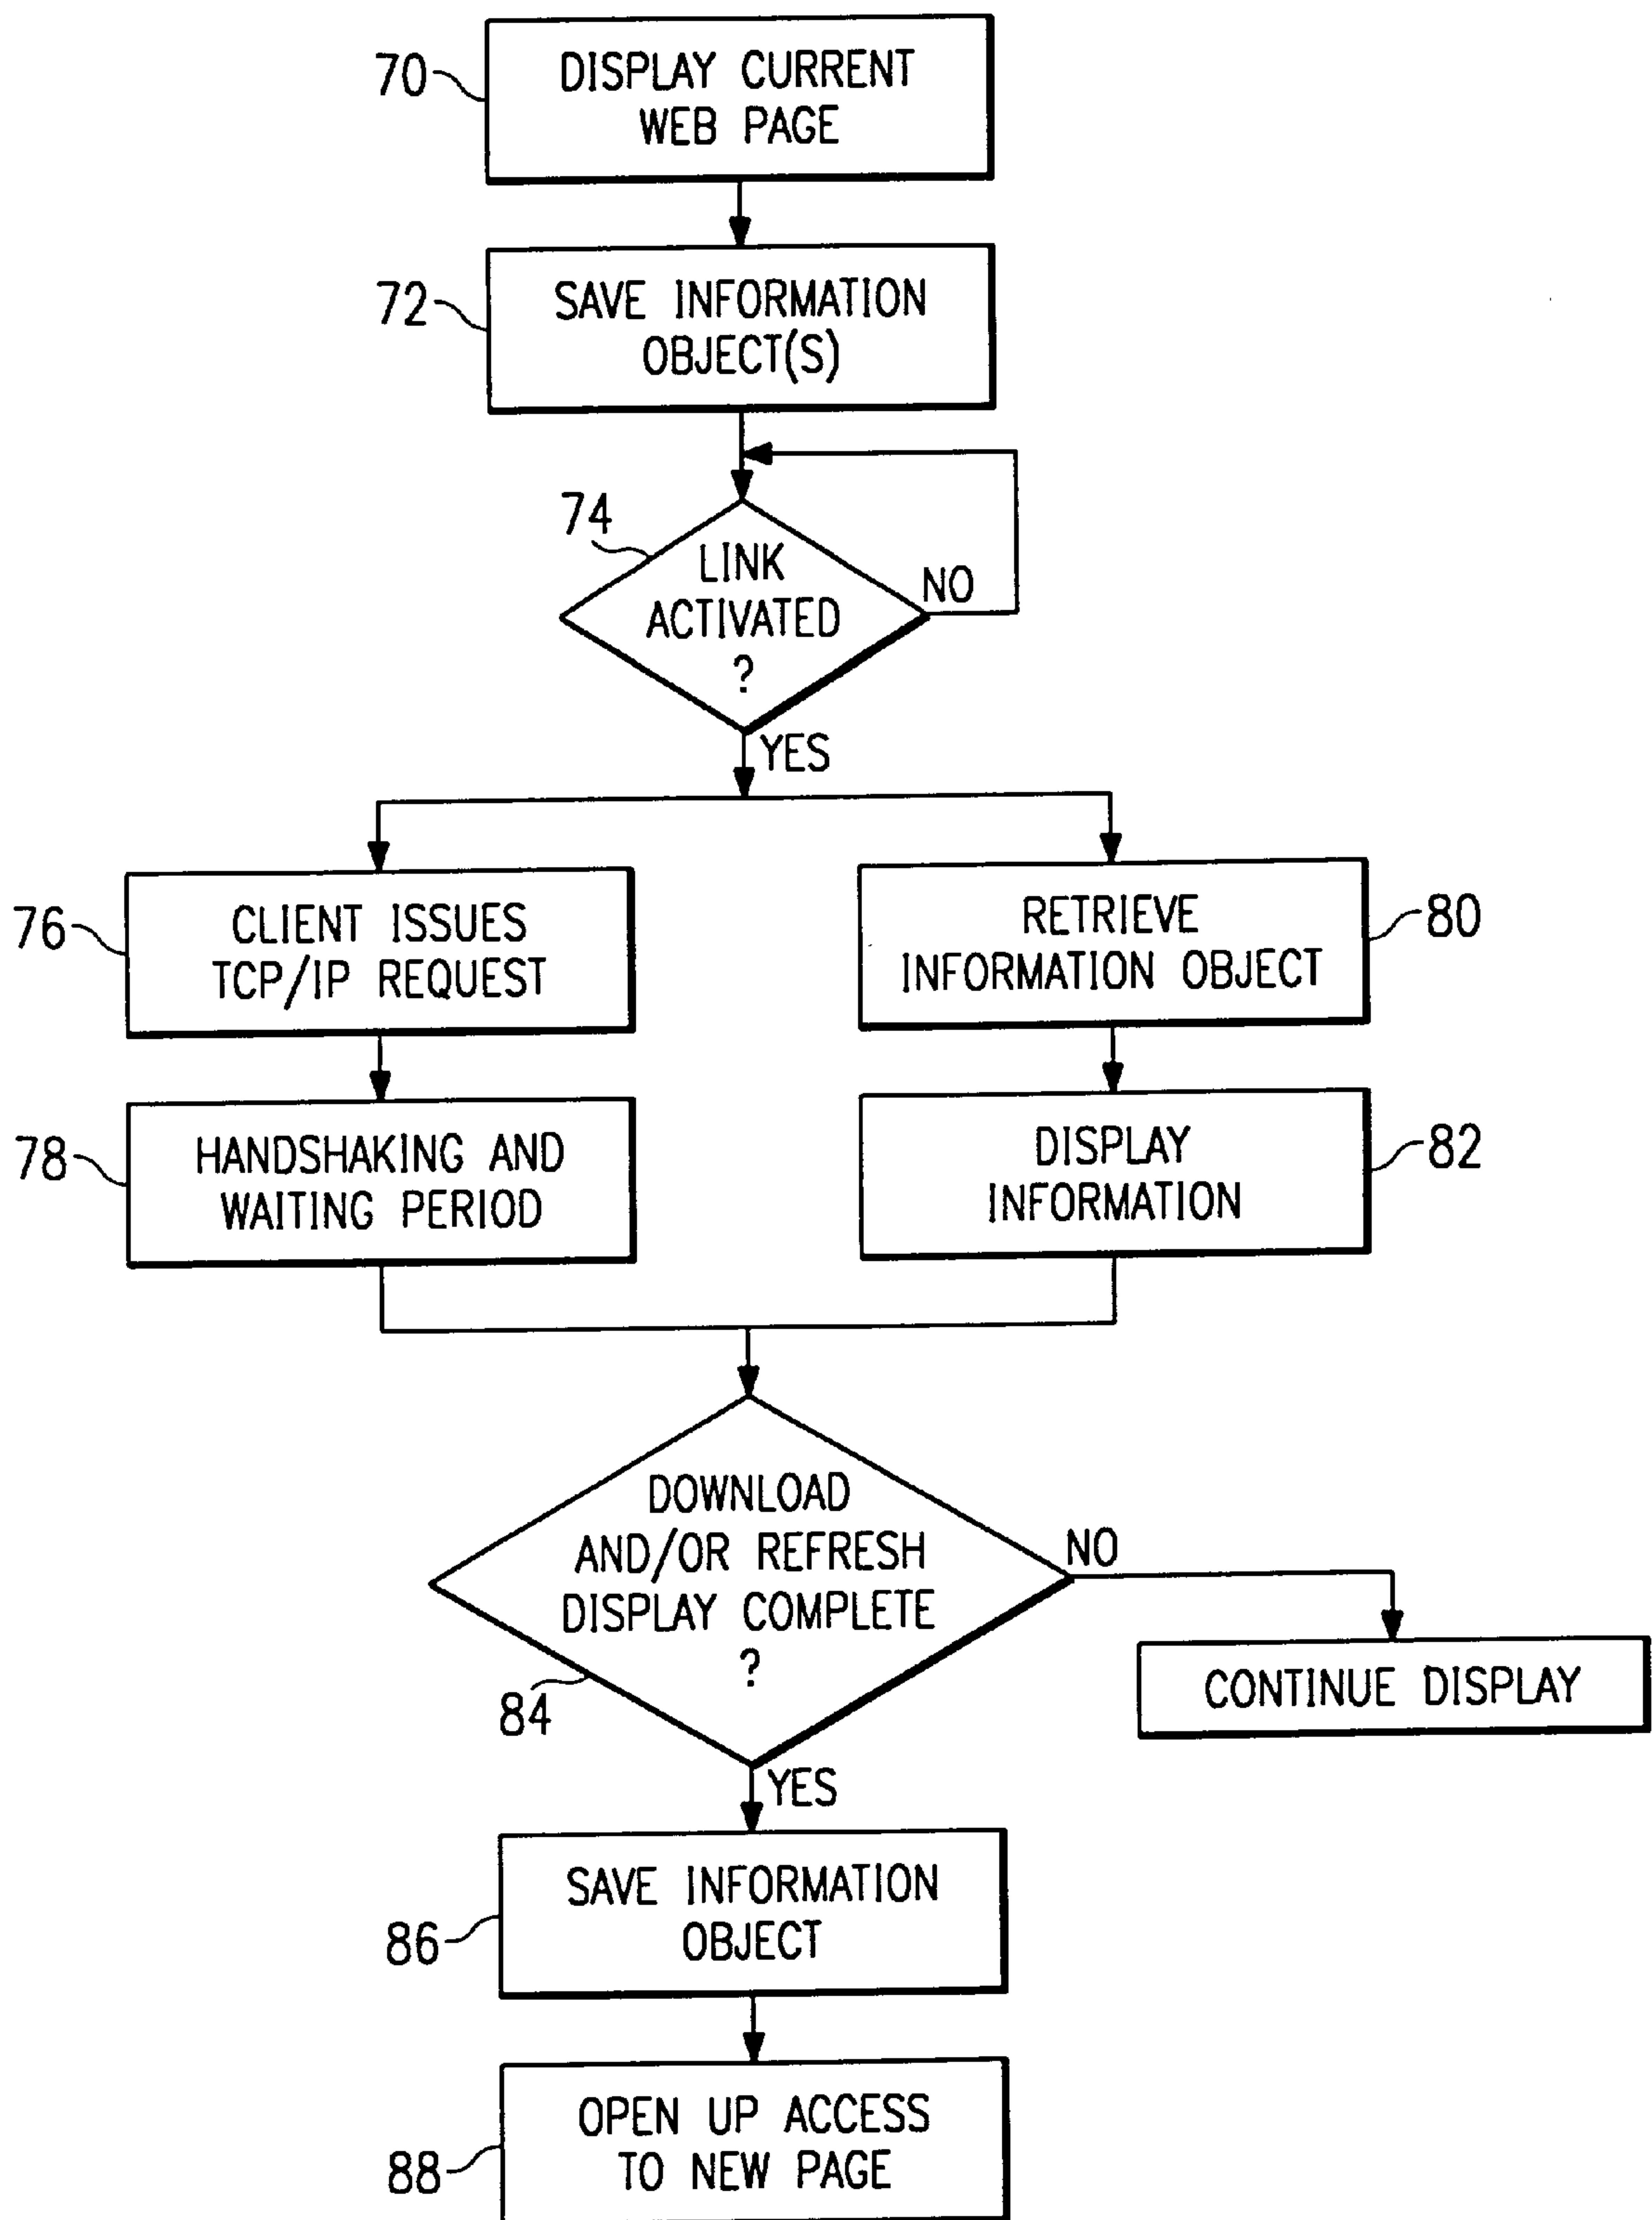 70
DISPLAY CURRENT
WEB PAGE
72
SAVE INFORMATION
OBJECT(S)
74
LINK
ACTIVATED
?
NO
YES
76
CLIENT ISSUES
TCP/IP REQUEST
RETRIEVE
INFORMATION OBJECT
80
78
HANDSHAKING AND
WAITING PERIOD
DISPLAY
INFORMATION
82
DOWNLOAD
AND/OR REFRESH
DISPLAY COMPLETE
?
84
NO
CONTINUE DISPLAY
YES
86
SAVE INFORMATION
OBJECT
88
OPEN UP ACCESS
TO NEW PAGE